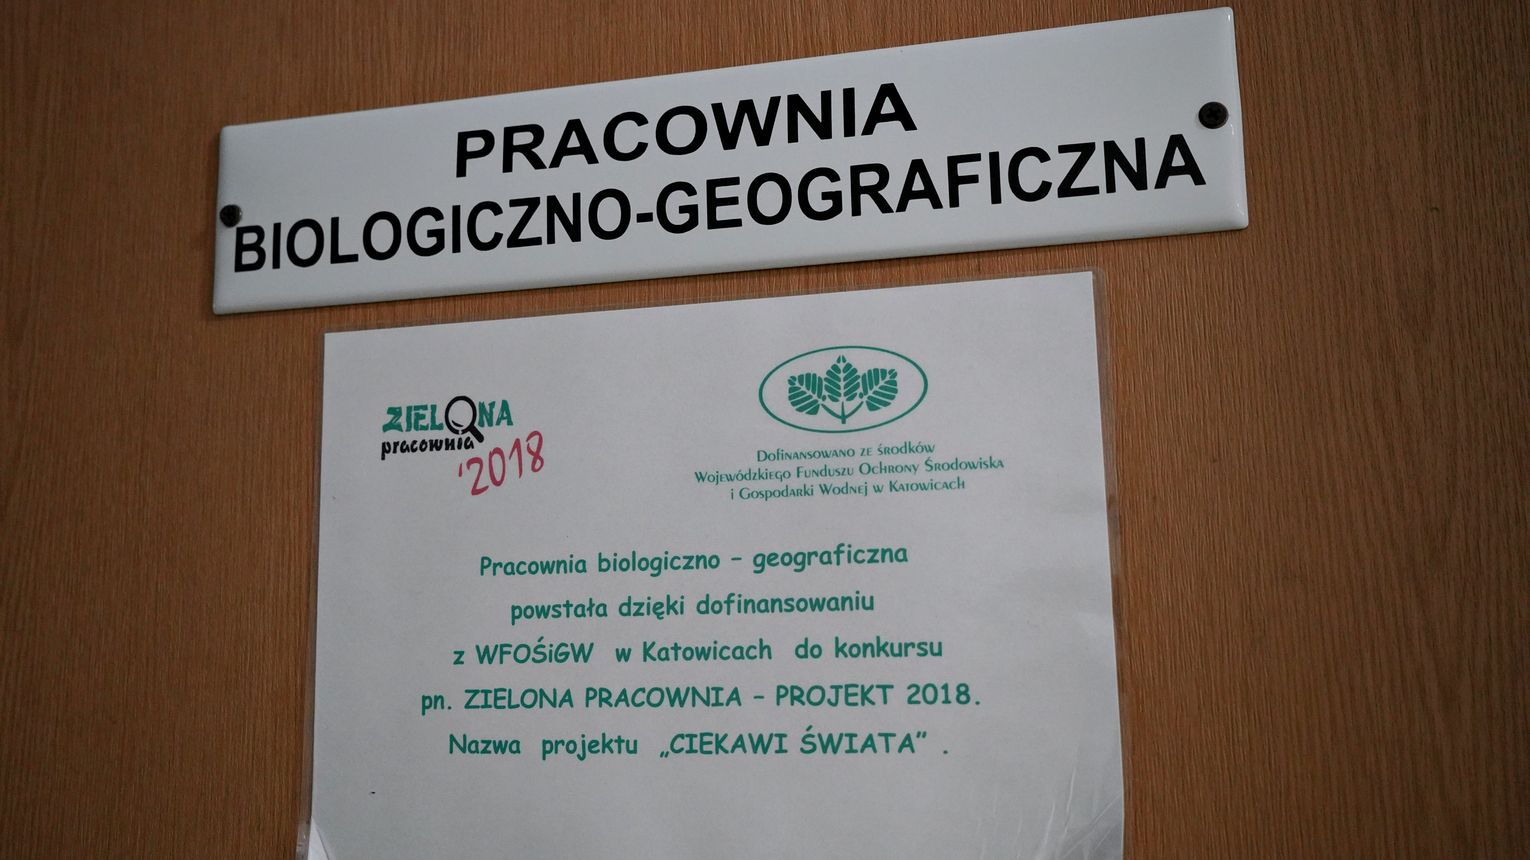 PRACOWNIA
BIOLOGICZNO-GEOGRAFICZNA
ZIELONA
pracownia
'2018
Dofinansowano ze środków
Wojewódzkiego Funduszu Ochrony Środowiska
i Gospodarki Wodnej w Katowicach
Pracownia biologiczno – geograficzna
powstała dzięki dofinansowaniu
z WFOŚiGW w Katowicach do konkursu
pn. ZIELONA PRACOWNIA – PROJEKT 2018.
Nazwa projektu „CIEKAWI ŚWIATA” .